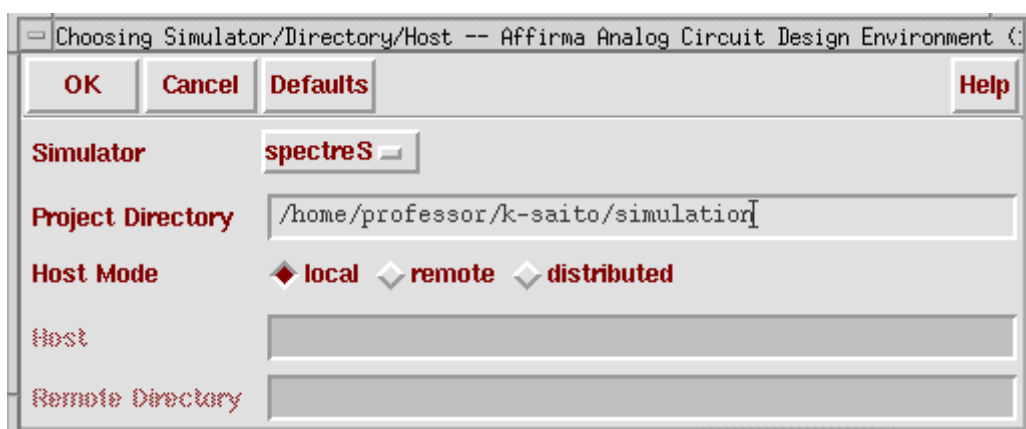 Choosing Simulator/Directory/Host -- Affirma Analog Circuit Design Environment (
OK Cancel Defaults Help
Simulator spectreS
Project Directory /home/professor/k-saito/simulation
Host Mode local remote distributed
Host
Remote Directory